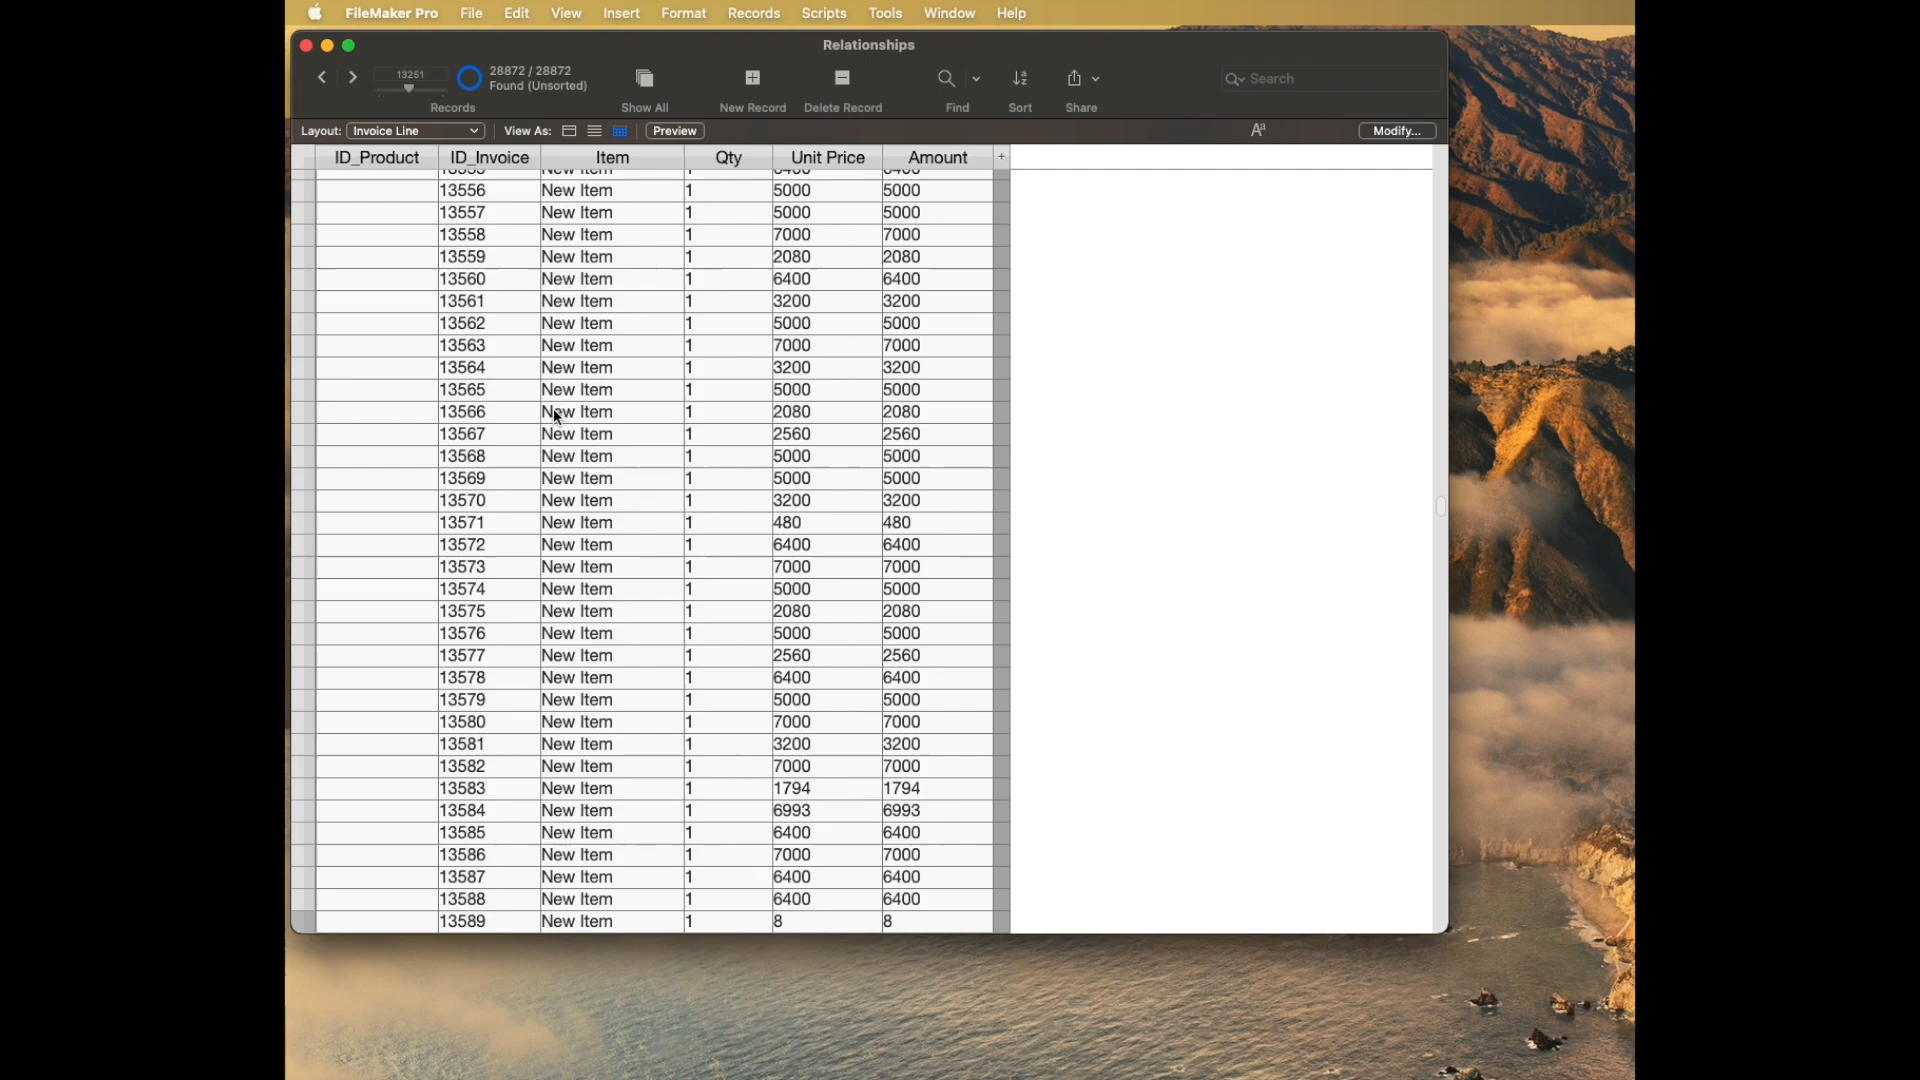 FileMaker Pro File Edit View Insert Format Records Scripts Tools Window Help
Relationships
13251 28872 / 28872
Found (Unsorted)
Search
Records Show All New Record Delete Record Find Sort Share
Layout: Invoice Line View As: Preview Aa Modify...
ID_Product ID_Invoice Item Qty Unit Price Amount +
13556 New Item 1 5000 5000
13557 New Item 1 5000 5000
13558 New Item 1 7000 7000
13559 New Item 1 2080 2080
13560 New Item 1 6400 6400
13561 New Item 1 3200 3200
13562 New Item 1 5000 5000
13563 New Item 1 7000 7000
13564 New Item 1 3200 3200
13565 New Item 1 5000 5000
13566 New Item 1 2080 2080
13567 New Item 1 2560 2560
13568 New Item 1 5000 5000
13569 New Item 1 5000 5000
13570 New Item 1 3200 3200
13571 New Item 1 480 480
13572 New Item 1 6400 6400
13573 New Item 1 7000 7000
13574 New Item 1 5000 5000
13575 New Item 1 2080 2080
13576 New Item 1 5000 5000
13577 New Item 1 2560 2560
13578 New Item 1 6400 6400
13579 New Item 1 5000 5000
13580 New Item 1 7000 7000
13581 New Item 1 3200 3200
13582 New Item 1 7000 7000
13583 New Item 1 1794 1794
13584 New Item 1 6993 6993
13585 New Item 1 6400 6400
13586 New Item 1 7000 7000
13587 New Item 1 6400 6400
13588 New Item 1 6400 6400
13589 New Item 1 8 8